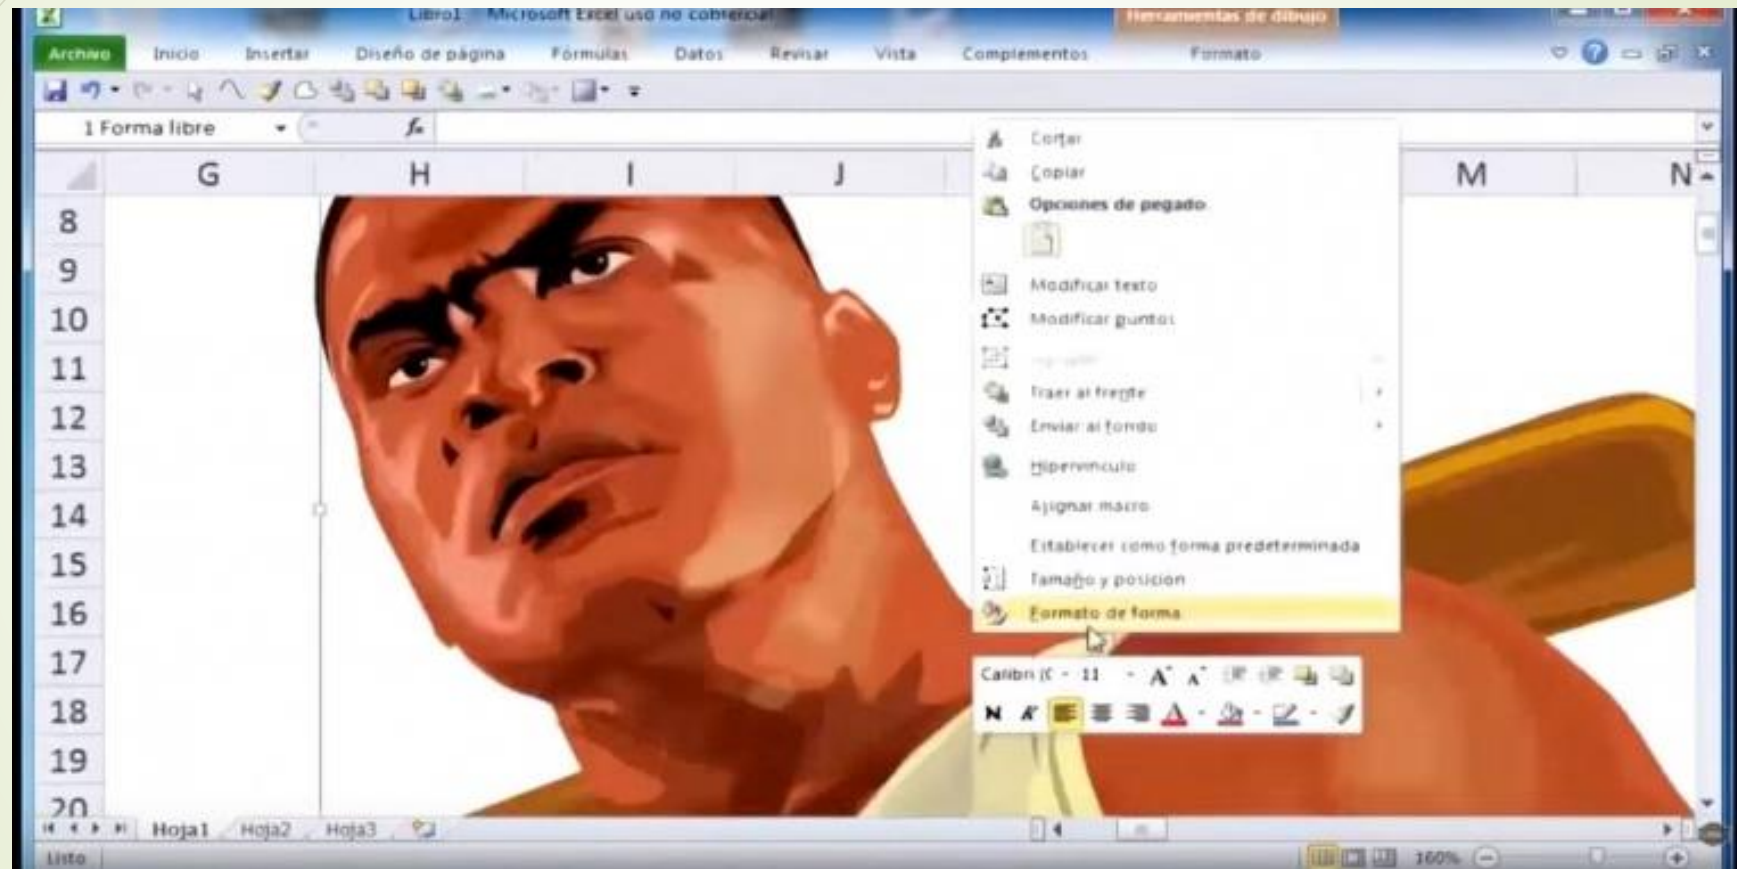 Libro1 - Microsoft Excel uso no comercial
Herramientas de dibujo
Archivo Inicio Insertar Diseño de página Fórmulas Datos Revisar Vista Complementos Formato
1 Forma libre fx
G H I J M N
Cortar
Copiar
Opciones de pegado
Modificar texto
Modificar puntos
Traer al frente
Enviar al fondo
Hipervínculo
Asignar macro
Establecer como forma predeterminada
Tamaño y posición
Formato de forma
8
9
10
11
12
13
14
15
16
17
18
19
20
Calibri (C 11 A A
N K A
Hoja1 Hoja2 Hoja3
Listo 160%